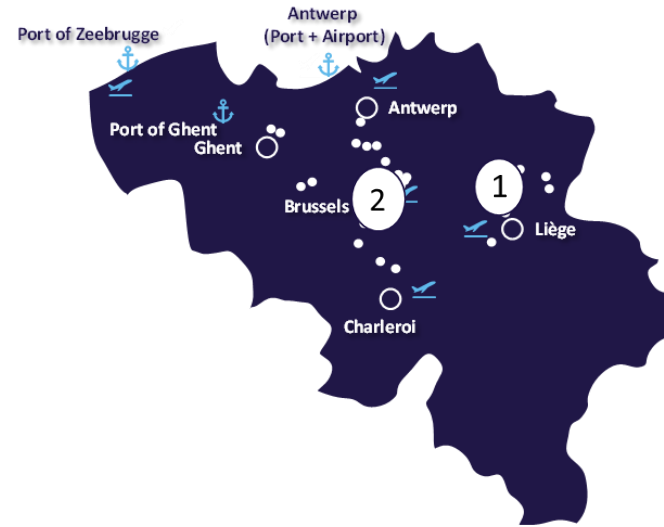 Antwerp
(Port + Airport)
Port of Zeebrugge
Antwerp
Port of Ghent
Ghent
1
2
Brussels
Liège
Charleroi